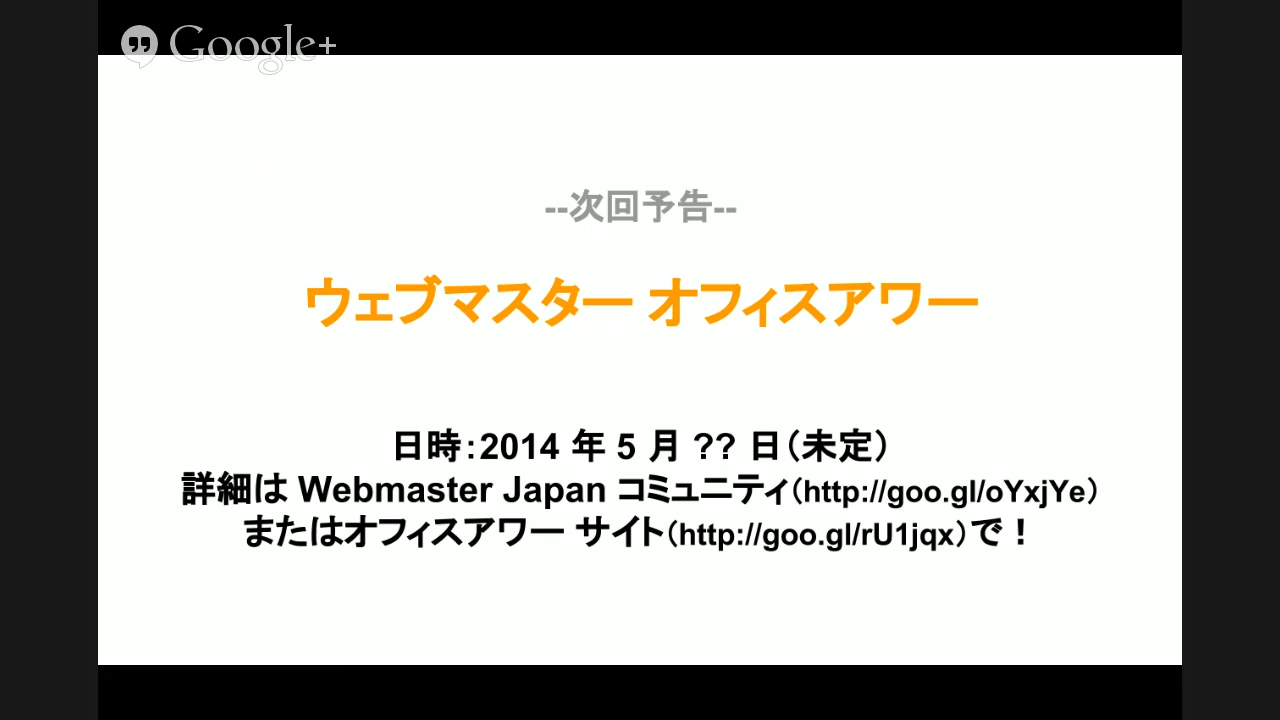 Google+
--次回予告--
ウェブマスター オフィスアワー
日時：2014 年 5 月 ?? 日（未定）
詳細は Webmaster Japan コミュニティ（http://goo.gl/oYxjYe）
またはオフィスアワー サイト（http://goo.gl/rU1jqx）で！